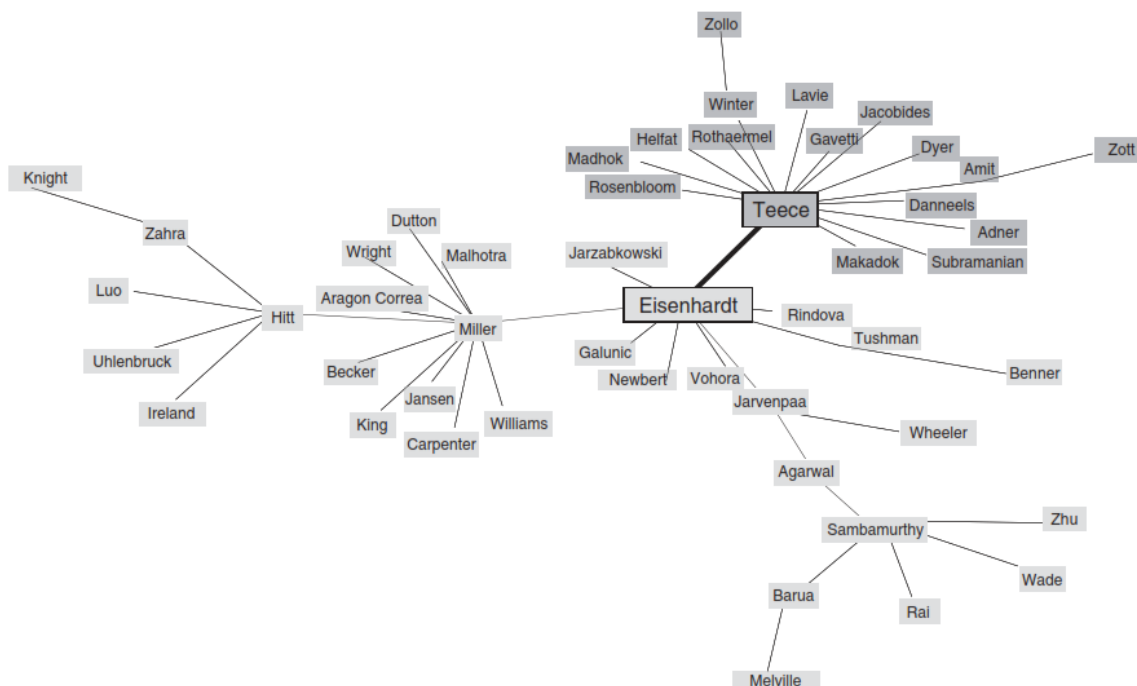 Zollo
Lavie
Winter
Jacobides
Rothaermel
Gavetti
Helfat
Dyer
Zott
Madhok
Amit
Knight
Rosenbloom
Danneels
Teece
Dutton
Adner
Zahra
Wright
Malhotra
Jarzabkowski
Makadok
Subramanian
Luo
Aragon Correa
Eisenhardt
Rindova
Hitt
Miller
Tushman
Galunic
Uhlenbruck
Becker
Newbert
Vohora
Benner
Jansen
Jarvenpaa
Ireland
King
Williams
Wheeler
Carpenter
Agarwal
Zhu
Sambamurthy
Wade
Barua
Rai
Melville